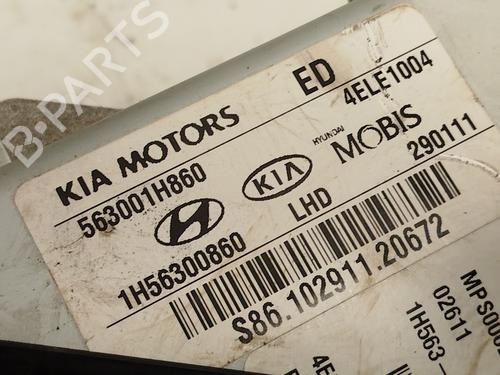 B-PARTS
KIA MOTORS ED
563001H860 4ELE1004
KIA HYUNDAI MOBIS
1H56300860 LHD 290111
S86.102911.20672
02611
1H563